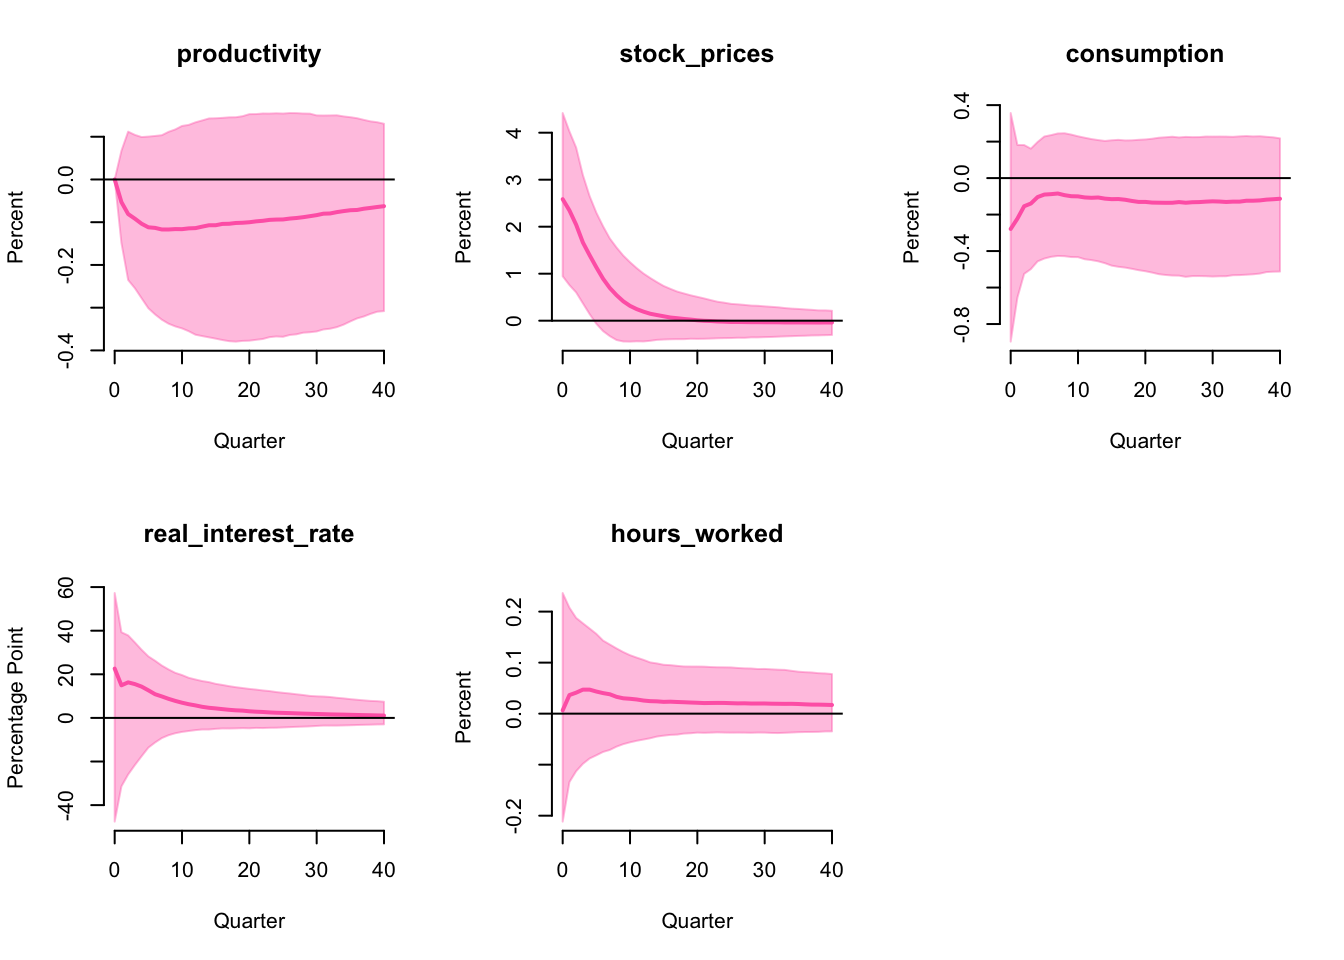 productivity
Percent
0.0
-0.2
-0.4
0 10 20 30 40
Quarter
stock_prices
Percent
4
3
2
1
0
0 10 20 30 40
Quarter
consumption
Percent
0.4
0.0
-0.4
-0.8
0 10 20 30 40
Quarter
real_interest_rate
Percentage Point
60
40
20
0
-40
0 10 20 30 40
Quarter
hours_worked
Percent
0.2
0.1
0.0
-0.2
0 10 20 30 40
Quarter